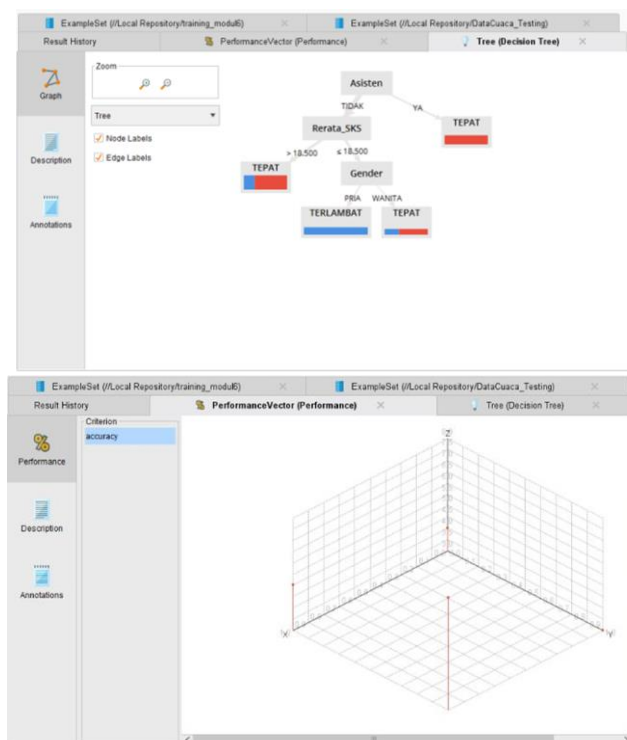 ExampleSet (//Local Repository/training_modul6)
ExampleSet (//Local Repository/DataCuaca_Testing)
Result History
PerformanceVector (Performance)
Tree (Decision Tree)
Graph
Description
Annotations
Zoom
Tree
Node Labels
Edge Labels
Asisten
TIDAK
YA
Rerata_SKS
TEPAT
> 18.500
≤ 18.500
TEPAT
Gender
PRIA
WANITA
TERLAMBAT
TEPAT
ExampleSet (//Local Repository/training_modul6)
ExampleSet (//Local Repository/DataCuaca_Testing)
Result History
PerformanceVector (Performance)
Tree (Decision Tree)
Performance
Description
Annotations
Criterion
accuracy
Z
X
Y